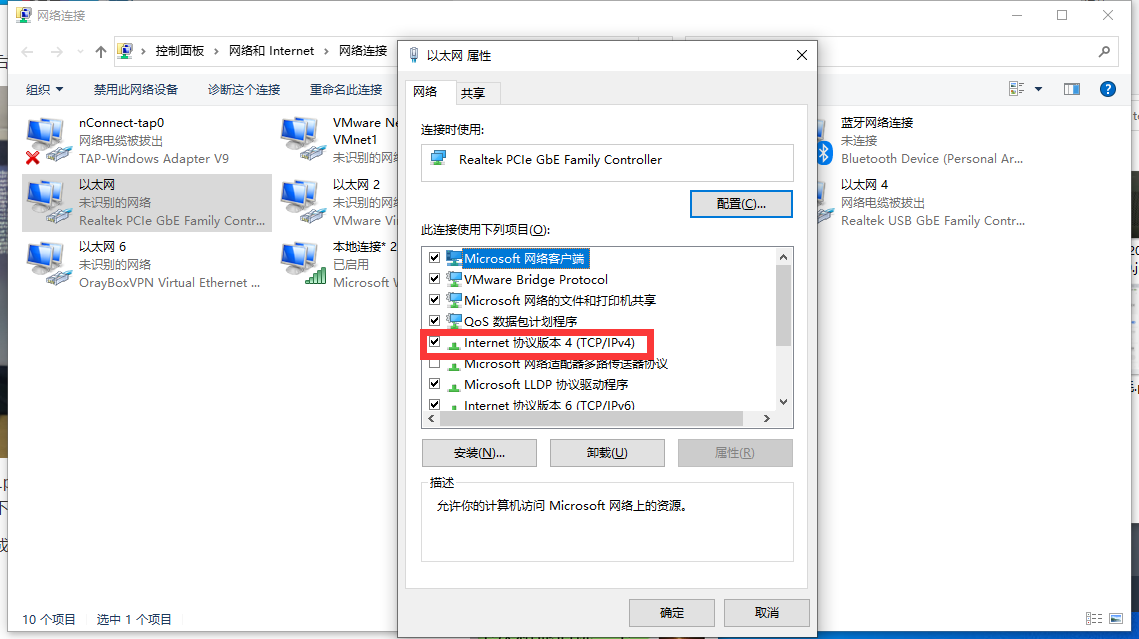 网络连接
控制面板 › 网络和 Internet › 网络连接
组织
禁用此网络设备
诊断这个连接
重命名此连接
nConnect-tap0
网络电缆被拔出
TAP-Windows Adapter V9
以太网
未识别的网络
Realtek PCIe GbE Family Contr...
以太网 6
未识别的网络
OrayBoxVPN Virtual Ethernet ...
VMware Ne
VMnet1
未识别的网络
以太网 2
未识别的网络
VMware Vi
本地连接* 2
已启用
Microsoft W
以太网 属性
网络
共享
连接时使用:
Realtek PCIe GbE Family Controller
配置(C)...
此连接使用下列项目(O):
Microsoft 网络客户端
VMware Bridge Protocol
Microsoft 网络的文件和打印机共享
QoS 数据包计划程序
Internet 协议版本 4 (TCP/IPv4)
Microsoft 网络适配器多路传送器协议
Microsoft LLDP 协议驱动程序
Internet 协议版本 6 (TCP/IPv6)
安装(N)...
卸载(U)
属性(R)
描述
允许你的计算机访问 Microsoft 网络上的资源。
确定
取消
蓝牙网络连接
未连接
Bluetooth Device (Personal Ar...
以太网 4
网络电缆被拔出
Realtek USB GbE Family Contr...
10 个项目
选中 1 个项目